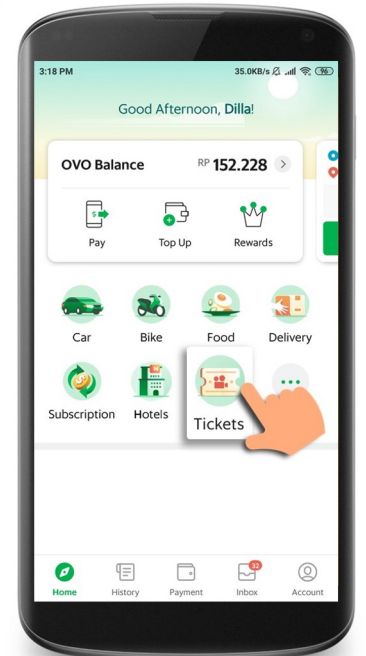 3:18 PM 35.0KB/s 96
Good Afternoon, Dilla!
OVO Balance RP 152.228
Pay Top Up Rewards
Car Bike Food Delivery
Subscription Hotels Tickets
Home History Payment Inbox Account
32